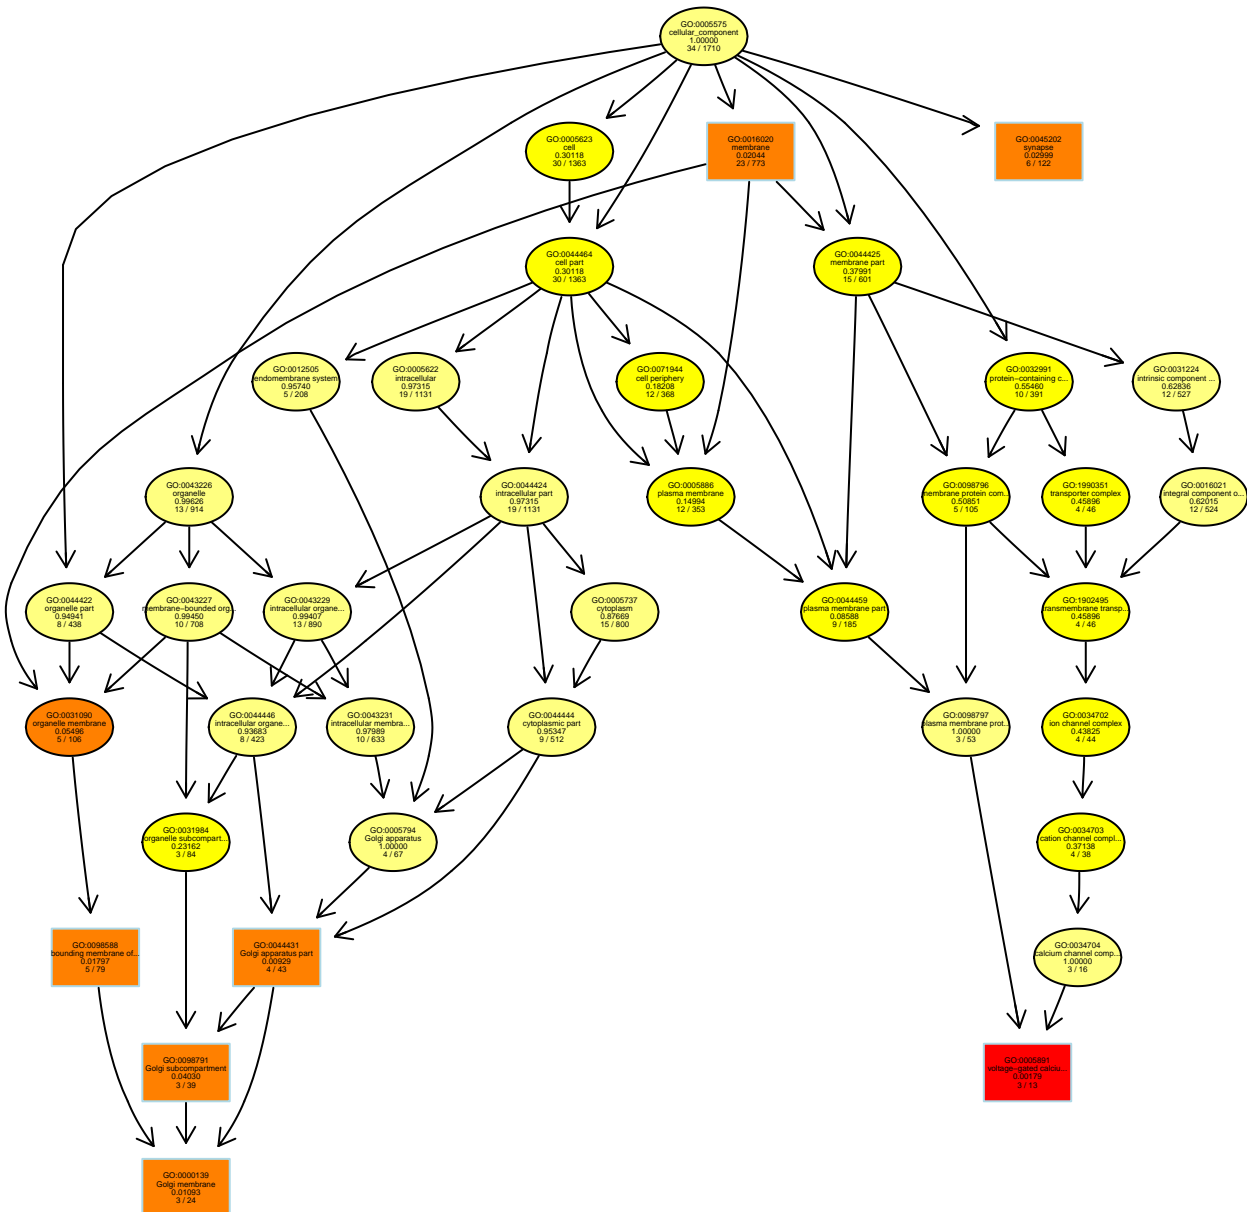 GO:0005575
cellular_component
1.00000
34 / 1710
GO:0005623
cell
0.30118
30 / 1363
GO:0016020
membrane
0.02044
23 / 773
GO:0045202
synapse
0.02999
6 / 122
GO:0044464
cell part
0.30118
30 / 1363
GO:0044425
membrane part
0.37991
15 / 601
GO:0012505
endomembrane system
0.95740
5 / 208
GO:0005622
intracellular
0.97315
19 / 1131
GO:0071944
cell periphery
0.18208
12 / 368
GO:0032991
protein−containing c...
0.55460
10 / 391
GO:0031224
intrinsic component ...
0.62836
12 / 527
GO:0043226
organelle
0.99626
13 / 914
GO:0044424
intracellular part
0.97315
19 / 1131
GO:0005886
plasma membrane
0.14994
12 / 353
GO:0098796
membrane protein com...
0.50851
5 / 105
GO:1990351
transporter complex
0.45896
4 / 46
GO:0016021
integral component o...
0.62015
12 / 524
GO:0044422
organelle part
0.94941
8 / 438
GO:0043227
membrane−bounded org...
0.99450
10 / 708
GO:0043229
intracellular organe...
0.99407
13 / 890
GO:0005737
cytoplasm
0.87669
15 / 800
GO:0044459
plasma membrane part
0.08588
9 / 185
GO:1902495
transmembrane transp...
0.45896
4 / 46
GO:0031090
organelle membrane
0.05496
5 / 106
GO:0044446
intracellular organe...
0.93683
8 / 423
GO:0043231
intracellular membra...
0.97989
10 / 633
GO:0044444
cytoplasmic part
0.95347
9 / 512
GO:0098797
plasma membrane prot...
1.00000
3 / 53
GO:0034702
ion channel complex
0.43825
4 / 44
GO:0031984
organelle subcompart...
0.23162
3 / 84
GO:0005794
Golgi apparatus
1.00000
4 / 67
GO:0034703
cation channel compl...
0.37138
4 / 38
GO:0098588
bounding membrane of...
0.01797
5 / 79
GO:0044431
Golgi apparatus part
0.00929
4 / 43
GO:0034704
calcium channel comp...
1.00000
3 / 16
GO:0098791
Golgi subcompartment
0.04030
3 / 39
GO:0005891
voltage−gated calciu...
0.00179
3 / 13
GO:0000139
Golgi membrane
0.01093
3 / 24